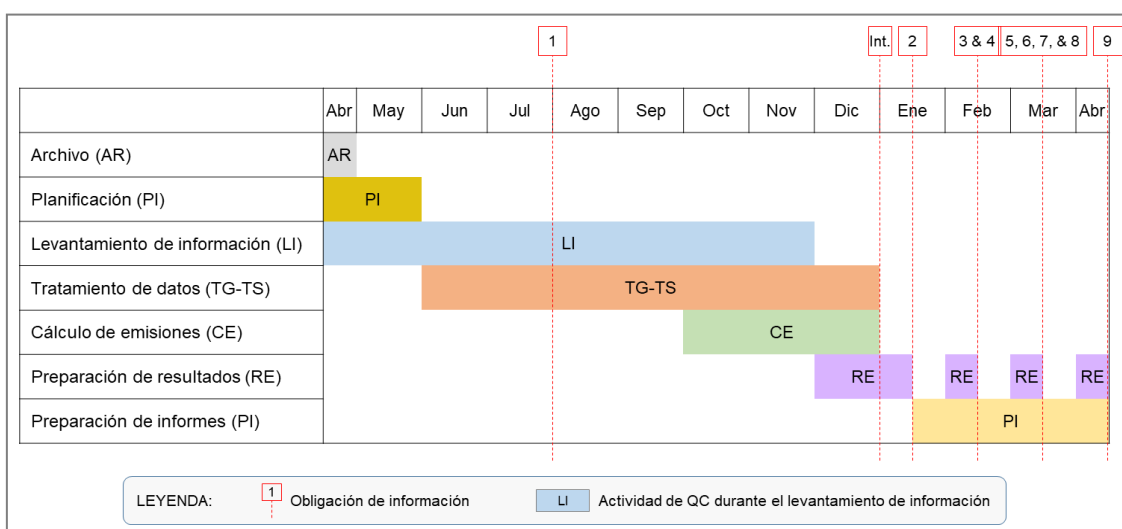 1
Int.
2
3 & 4
5, 6, 7, & 8
9
Abr May Jun Jul Ago Sep Oct Nov Dic Ene Feb Mar Abr
Archivo (AR) AR
Planificación (PI) PI
Levantamiento de información (LI) LI
Tratamiento de datos (TG-TS) TG-TS
Cálculo de emisiones (CE) CE
Preparación de resultados (RE) RE RE RE RE
Preparación de informes (PI) PI
LEYENDA: 1 Obligación de información LI Actividad de QC durante el levantamiento de información